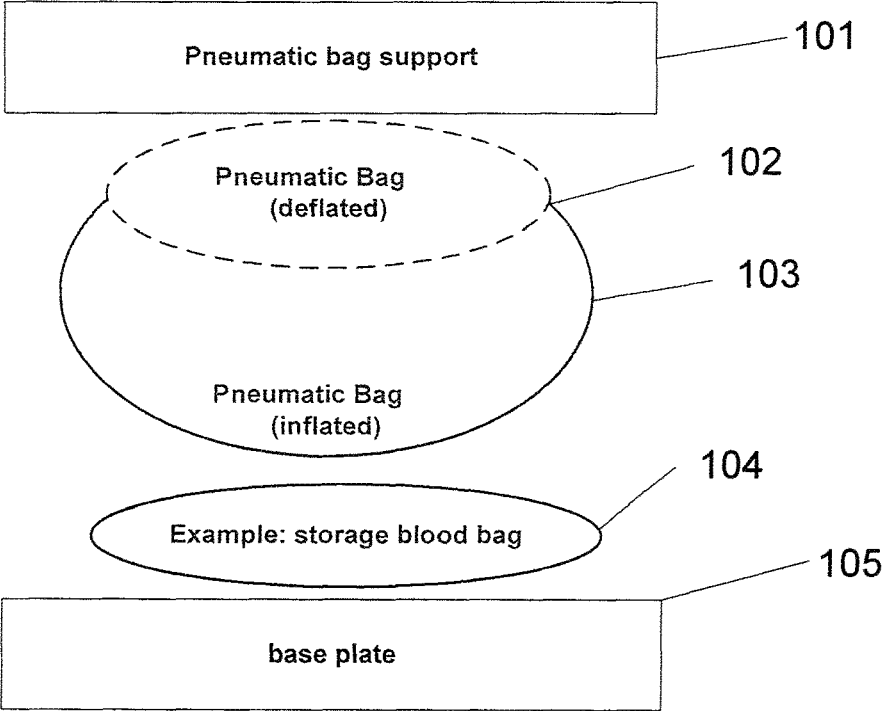 Pneumatic bag support
101
Pneumatic Bag
(deflated)
102
103
Pneumatic Bag
(inflated)
104
Example: storage blood bag
105
base plate